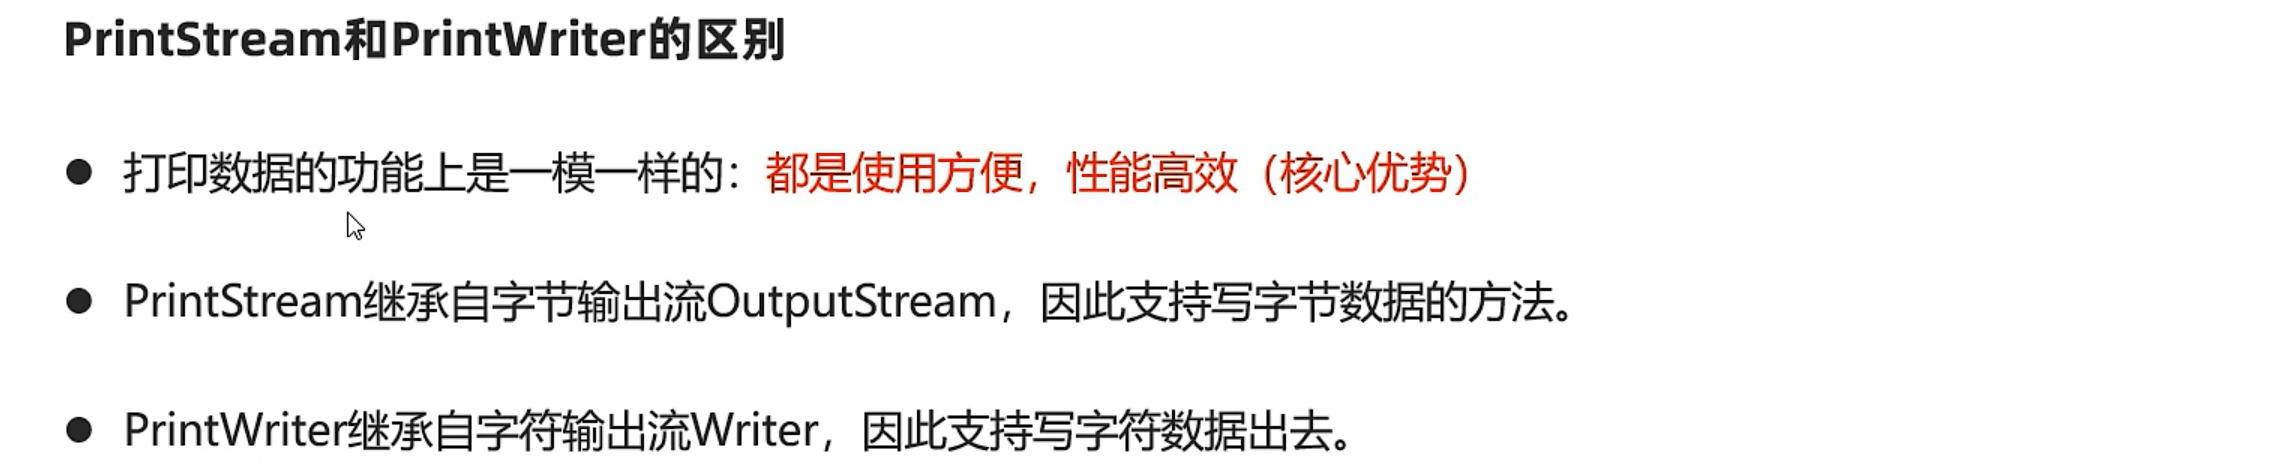 PrintStream和PrintWriter的区别
● 打印数据的功能上是一模一样的：都是使用方便，性能高效（核心优势）
● PrintStream继承自字节输出流OutputStream，因此支持写字节数据的方法。
● PrintWriter继承自字符输出流Writer，因此支持写字符数据出去。